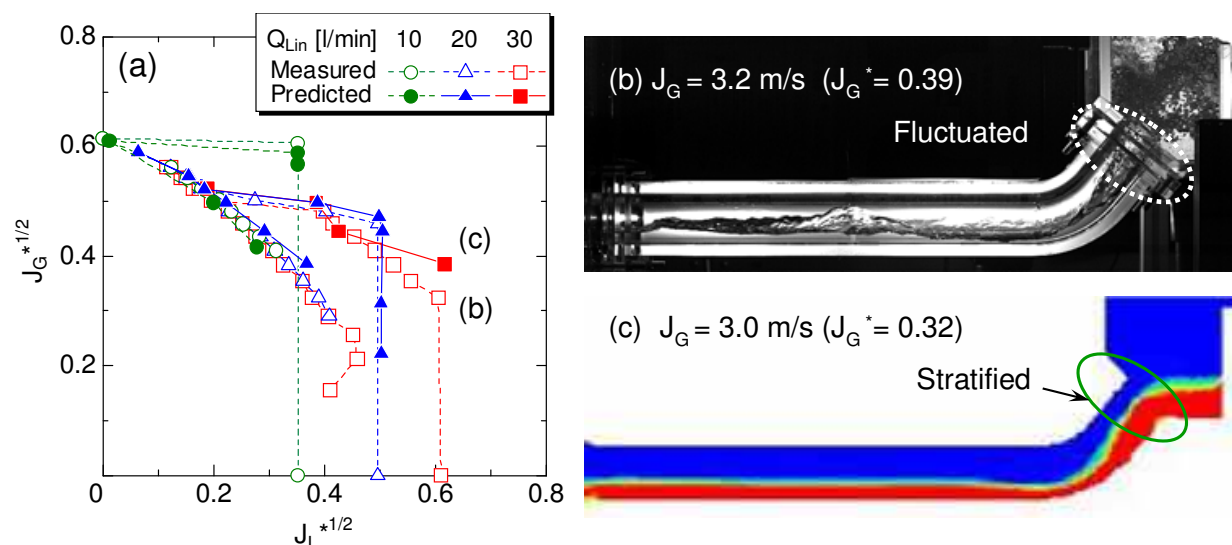 0.8
0.6
0.4
0.2
0
0.2
0.4
0.6
0.8
J_G*^1/2
J_L*^1/2
(a)
Q_Lin [l/min] 10 20 30
Measured
Predicted
(c)
(b)
(b) J_G = 3.2 m/s (J_G^* = 0.39)
Fluctuated
(c) J_G = 3.0 m/s (J_G^* = 0.32)
Stratified